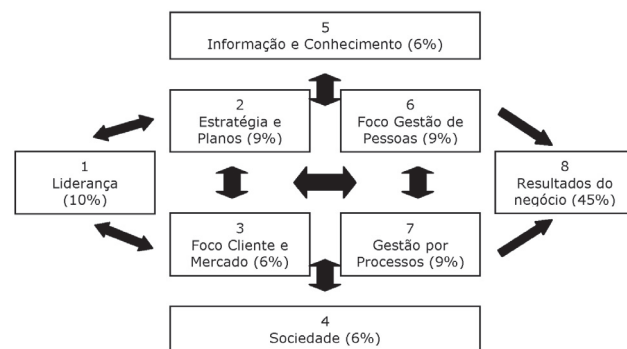 5
Informação e Conhecimento (6%)
2
Estratégia e
Planos (9%)
6
Foco Gestão de
Pessoas (9%)
1
Liderança
(10%)
8
Resultados do
negócio (45%)
3
Foco Cliente e
Mercado (6%)
7
Gestão por
Processos (9%)
4
Sociedade (6%)